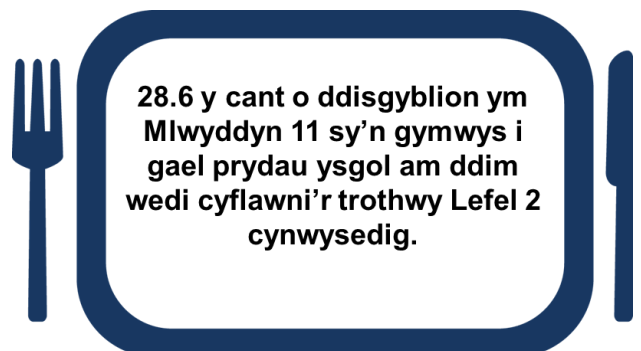 28.6 y cant o ddisgyblion ym
Mlwyddyn 11 sy'n gymwys i
gael prydau ysgol am ddim
wedi cyflawni'r trothwy Lefel 2
cynwysedig.